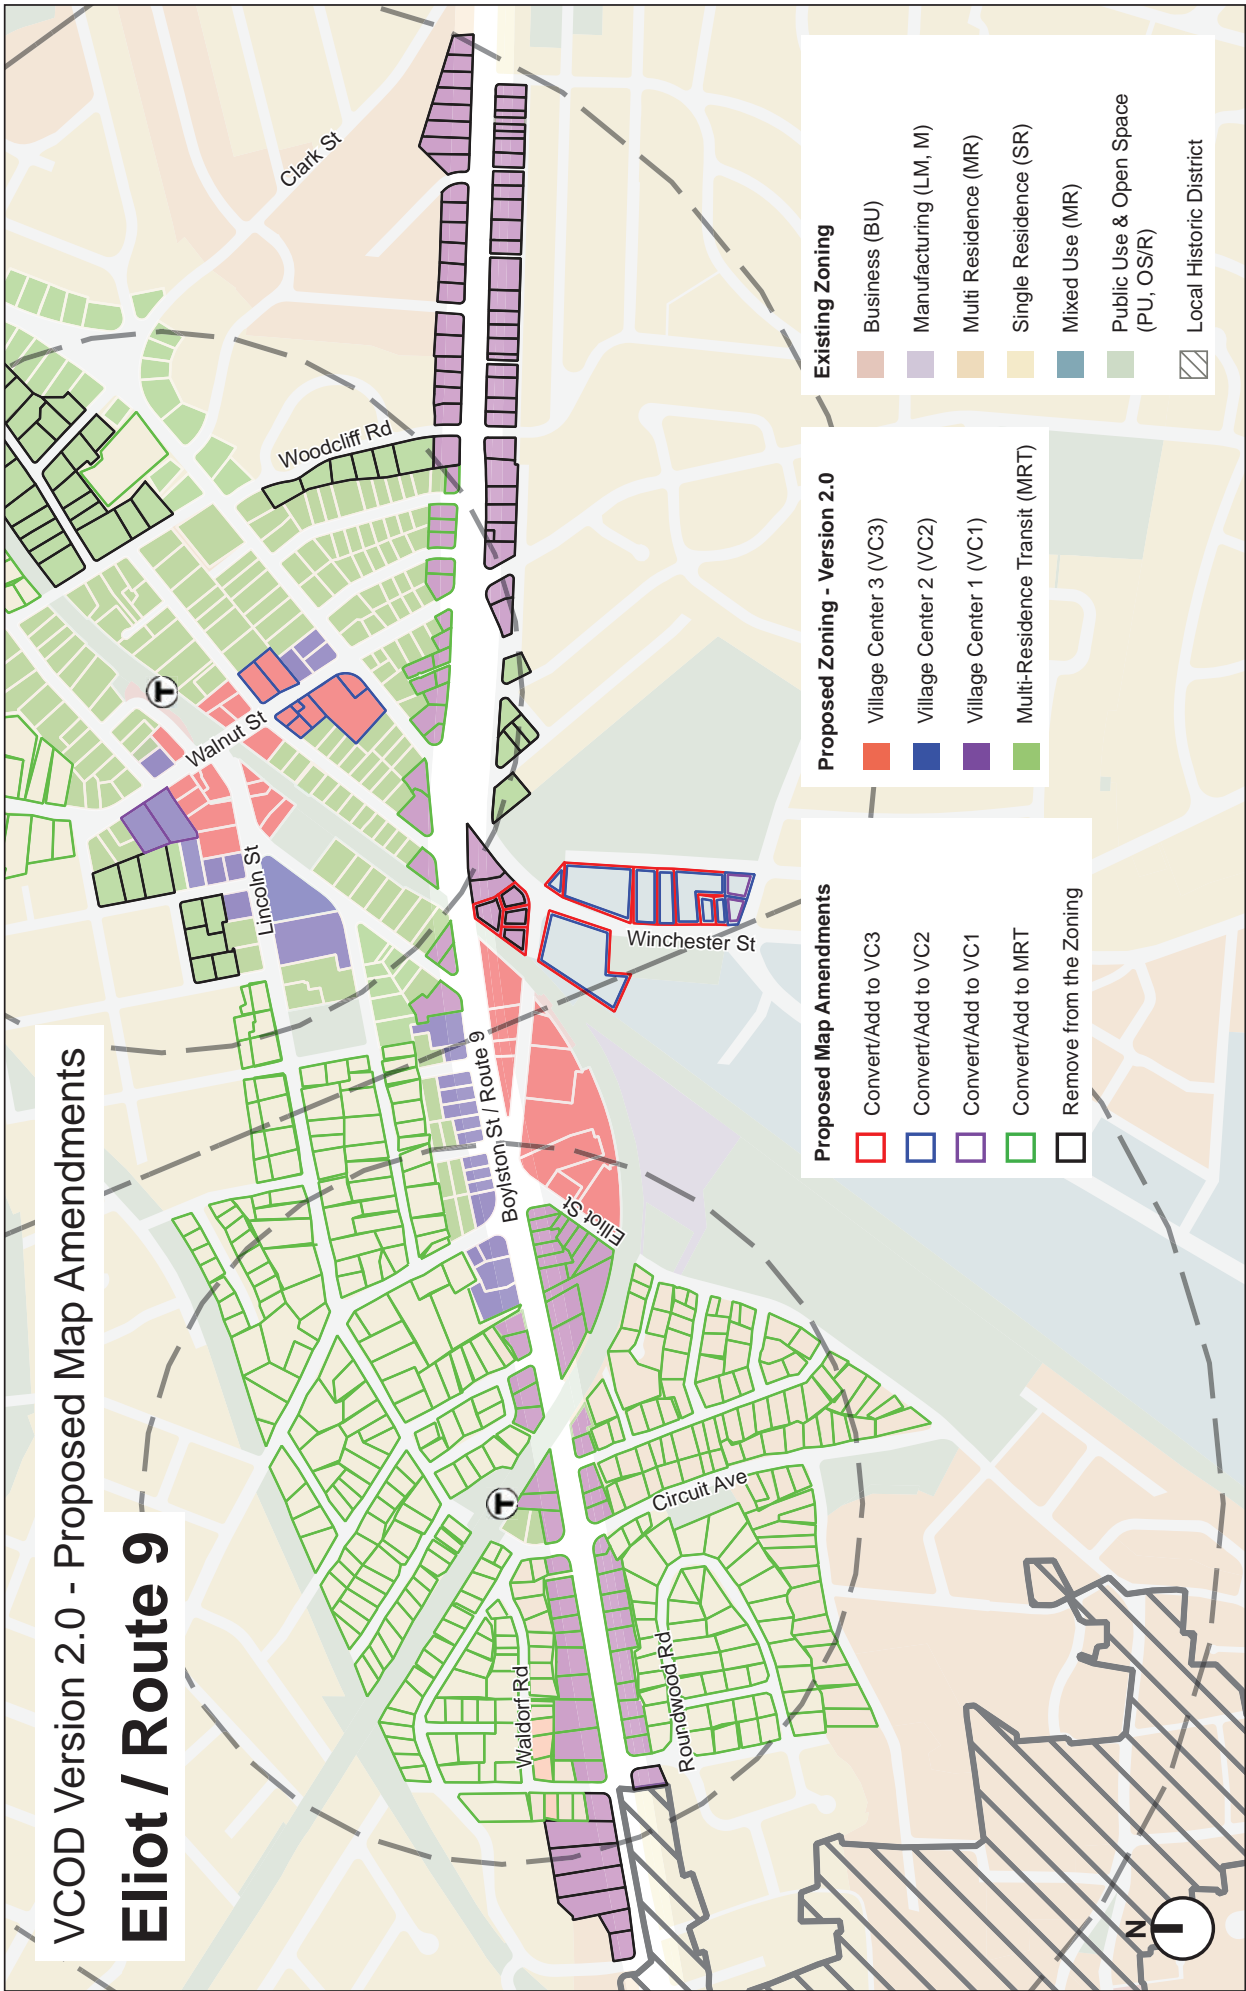 VCOD Version 2.0 - Proposed Map Amendments
Eliot / Route 9
Clark St
Woodcliff Rd
T
Walnut St
Lincoln St
Boylston St / Route 9
Elliot St
Winchester St
T
Circuit Ave
Waldorf Rd
Roundwood Rd
N
Proposed Map Amendments
Convert/Add to VC3
Convert/Add to VC2
Convert/Add to VC1
Convert/Add to MRT
Remove from the Zoning
Proposed Zoning - Version 2.0
Village Center 3 (VC3)
Village Center 2 (VC2)
Village Center 1 (VC1)
Multi-Residence Transit (MRT)
Existing Zoning
Business (BU)
Manufacturing (LM, M)
Multi Residence (MR)
Single Residence (SR)
Mixed Use (MR)
Public Use & Open Space
(PU, OS/R)
Local Historic District